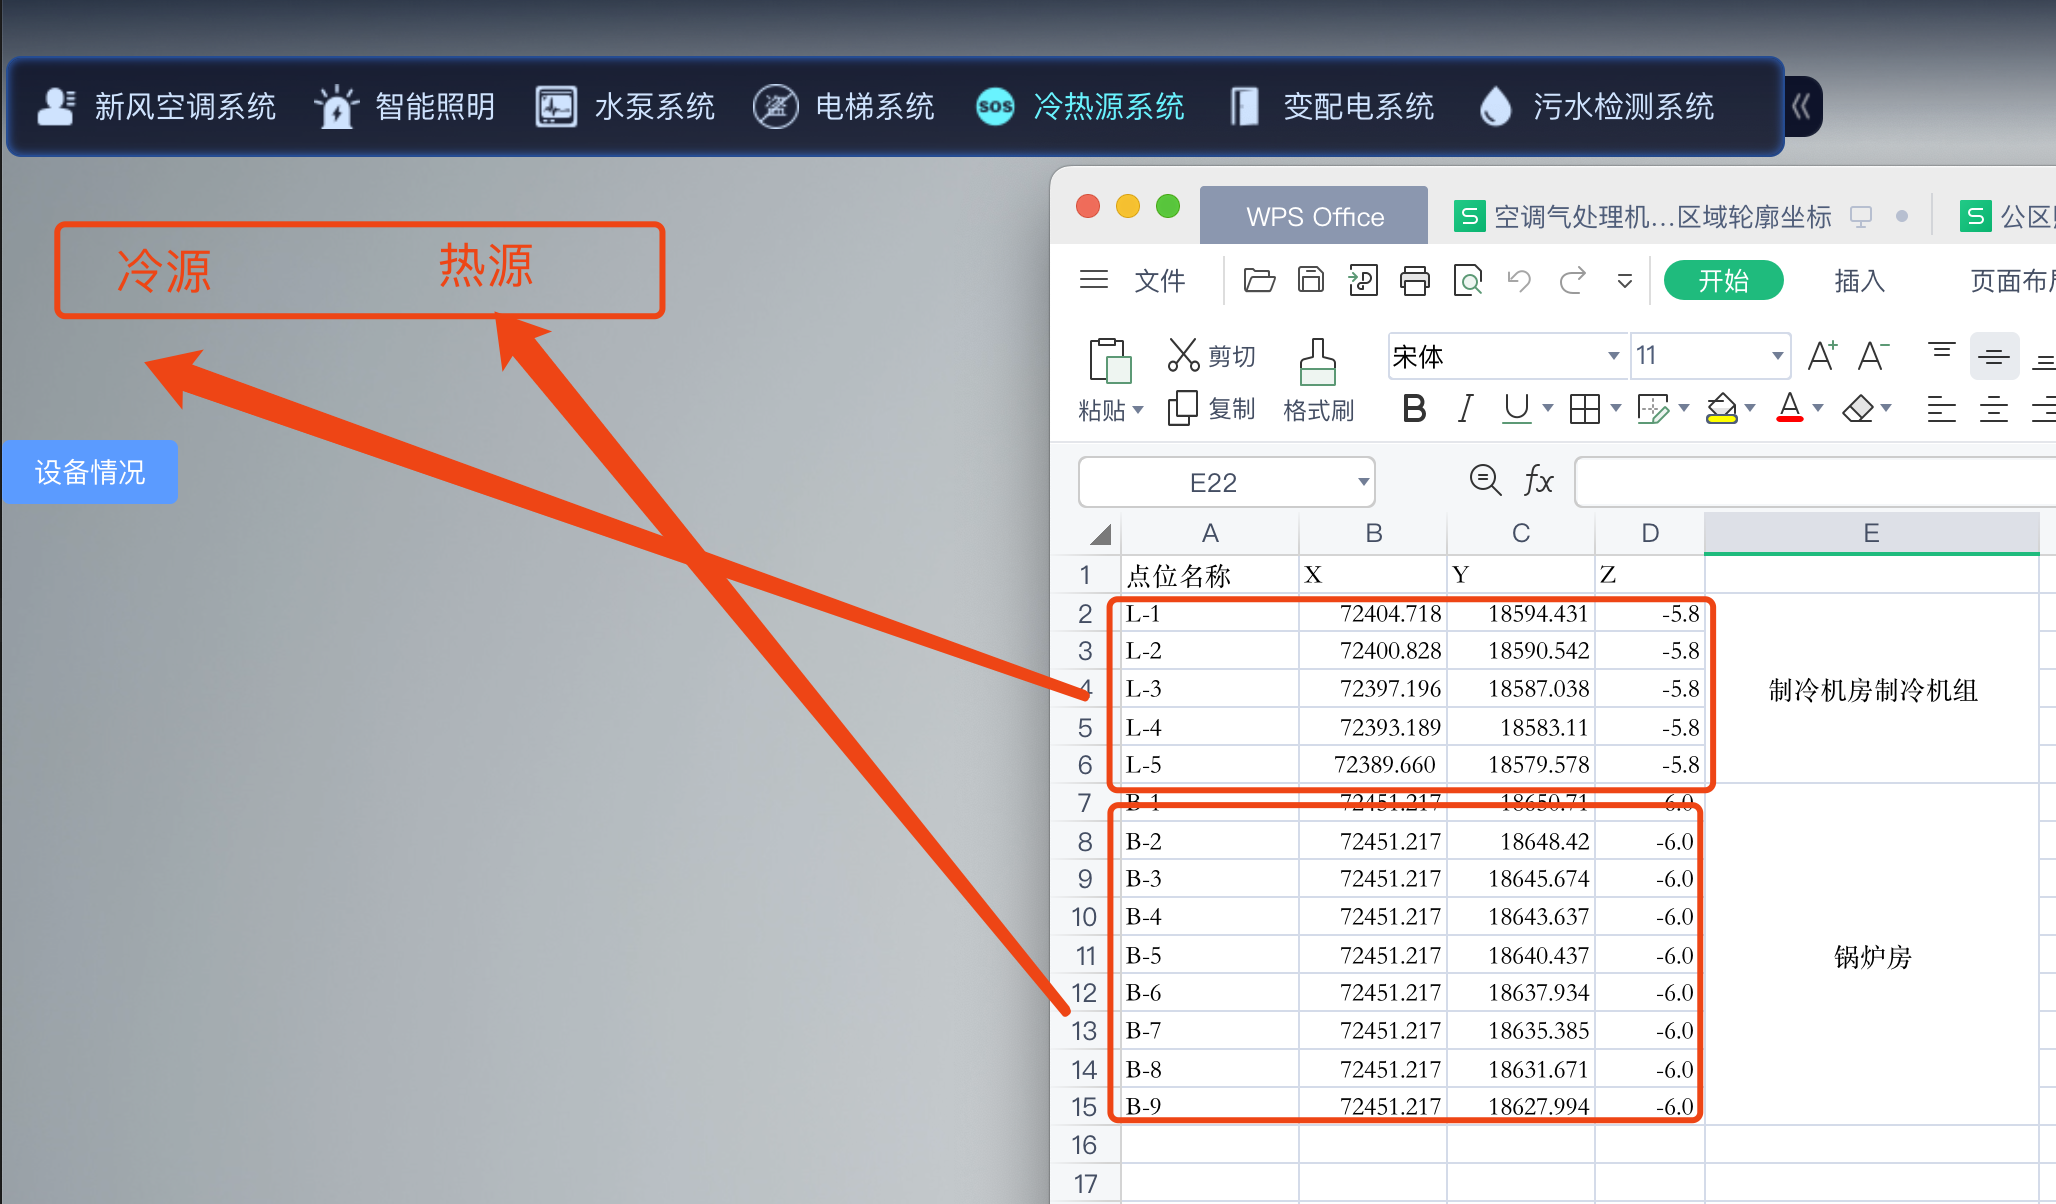 新风空调系统 智能照明 水泵系统 盗 电梯系统 SOS 冷热源系统 变配电系统 污水检测系统
冷源 热源
设备情况
WPS Office S 空调气处理机...区域轮廓坐标 S 公区
文件 开始 插入 页面布局
剪切 宋体 11 A+ A-
粘贴 复制 格式刷 B I U A
E22 fx
A B C D E
1 点位名称 X Y Z
2 L-1 72404.718 18594.431 -5.8
3 L-2 72400.828 18590.542 -5.8
4 L-3 72397.196 18587.038 -5.8 制冷机房制冷机组
5 L-4 72393.189 18583.11 -5.8
6 L-5 72389.660 18579.578 -5.8
7 B-1 72451.217 18650.71 -6.0
8 B-2 72451.217 18648.42 -6.0
9 B-3 72451.217 18645.674 -6.0
10 B-4 72451.217 18643.637 -6.0
11 B-5 72451.217 18640.437 -6.0 锅炉房
12 B-6 72451.217 18637.934 -6.0
13 B-7 72451.217 18635.385 -6.0
14 B-8 72451.217 18631.671 -6.0
15 B-9 72451.217 18627.994 -6.0
16
17